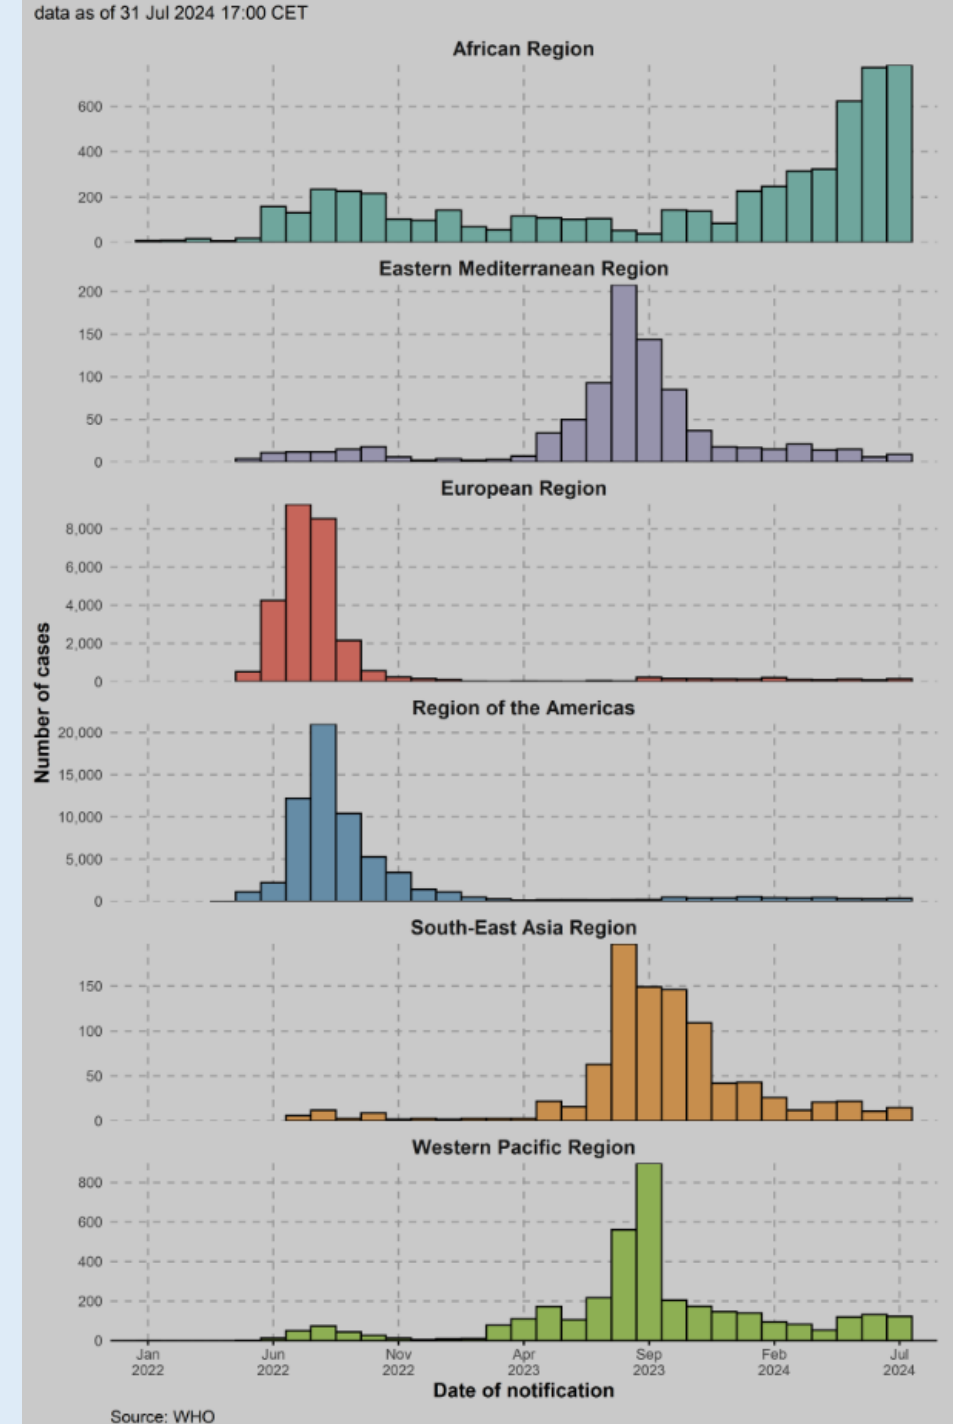 data as of 31 Jul 2024 17:00 CET
African Region
600
400
200
0
Eastern Mediterranean Region
200
150
100
50
0
European Region
8,000
6,000
4,000
2,000
0
Number of cases
Region of the Americas
20,000
15,000
10,000
5,000
0
South-East Asia Region
150
100
50
0
Western Pacific Region
800
600
400
200
0
Jan Jun Nov Apr Sep Feb Jul
2022 2022 2022 2023 2023 2024 2024
Date of notification
Source: WHO